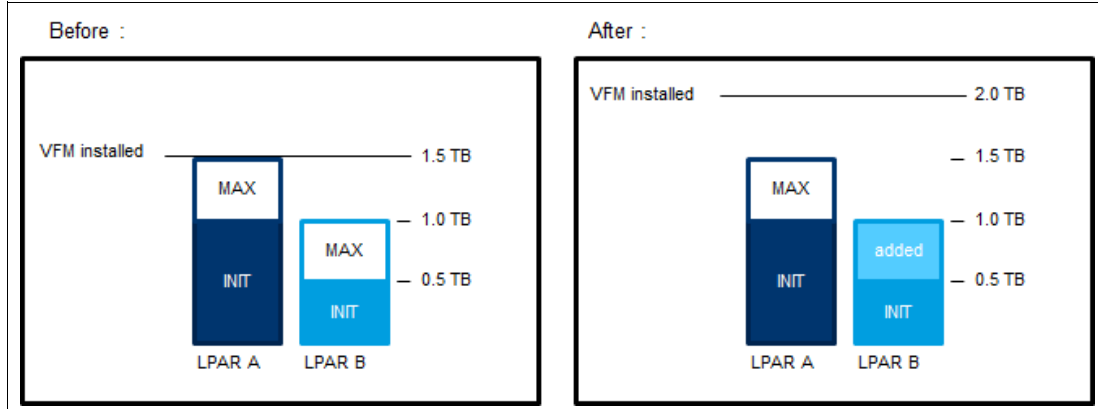 Before :
VFM installed
1.5 TB
MAX
1.0 TB
MAX
INIT
0.5 TB
INIT
LPAR A
LPAR B
After :
VFM installed
2.0 TB
1.5 TB
MAX
1.0 TB
added
INIT
0.5 TB
INIT
LPAR A
LPAR B